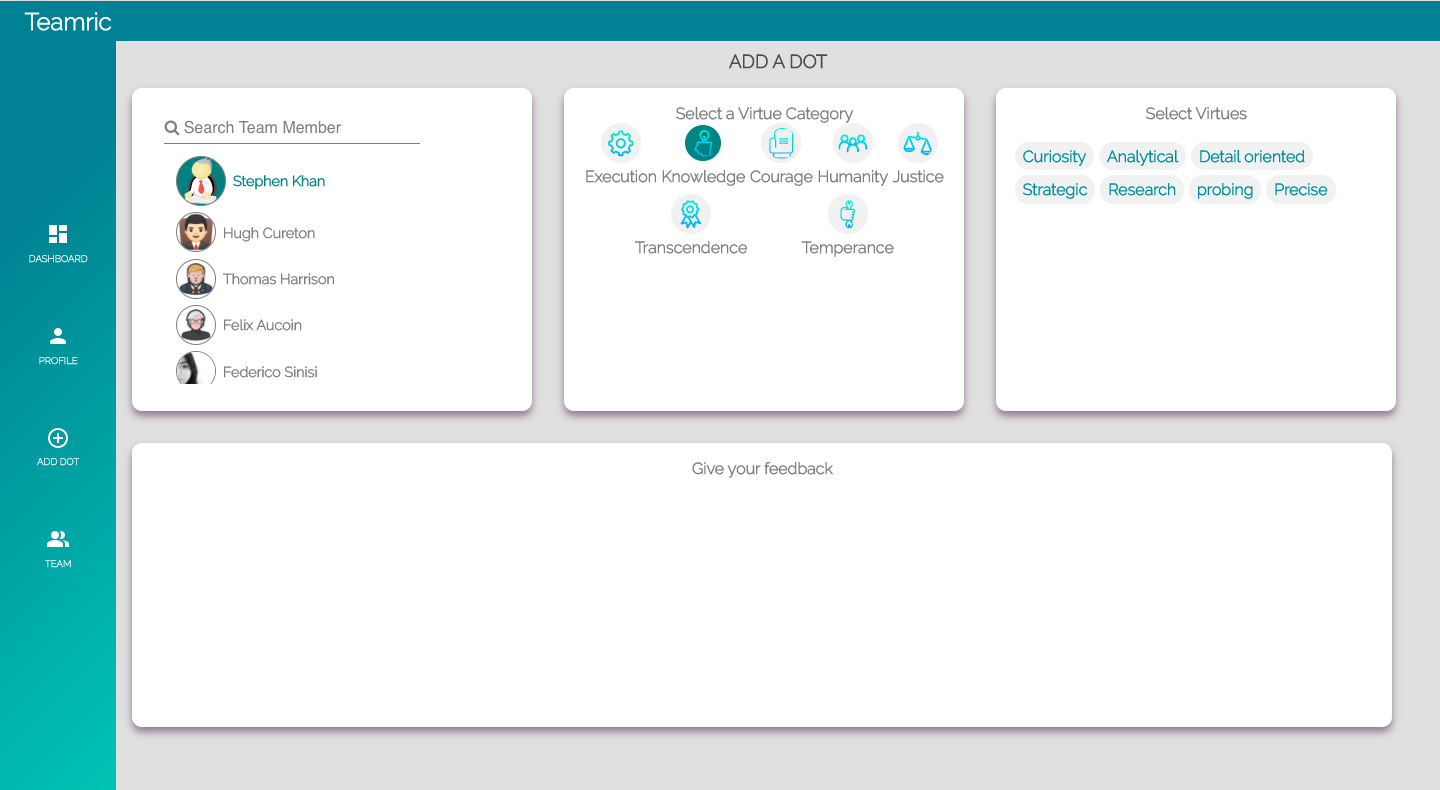 Teamric
ADD A DOT
DASHBOARD
PROFILE
ADD DOT
TEAM
Search Team Member
Stephen Khan
Hugh Cureton
Thomas Harrison
Felix Aucoin
Federico Sinisi
Select a Virtue Category
Execution Knowledge Courage Humanity Justice
Transcendence Temperance
Select Virtues
Curiosity Analytical Detail oriented
Strategic Research probing Precise
Give your feedback